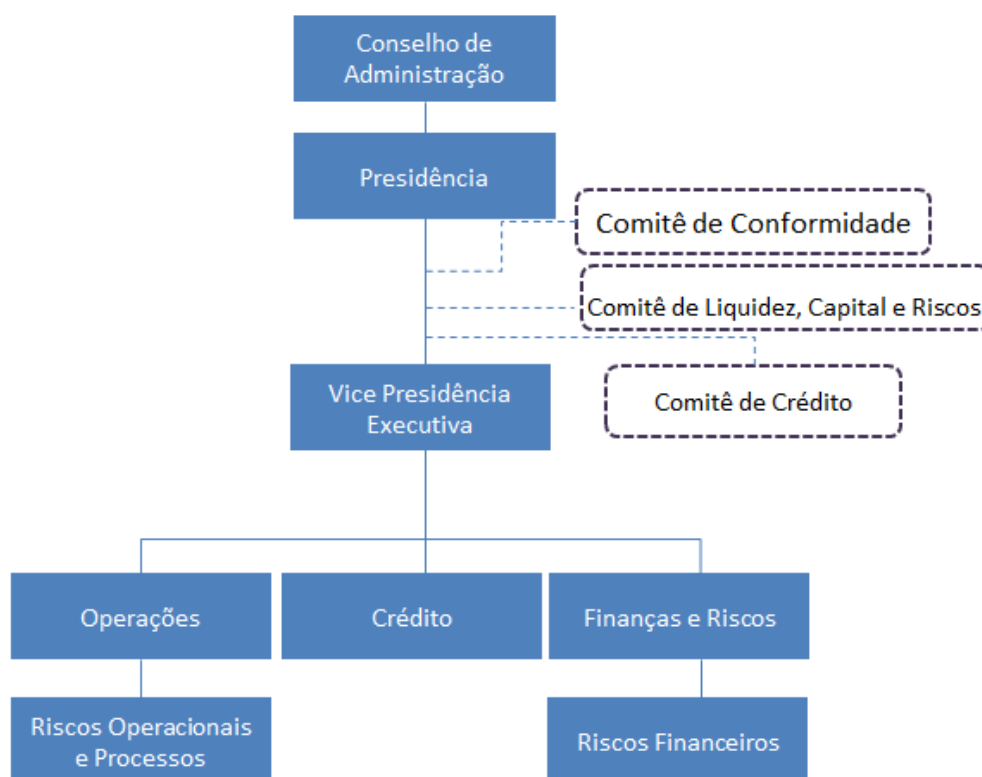 Conselho de
Administração
Presidência
Comitê de Conformidade
Comitê de Liquidez, Capital e Riscos
Vice Presidência
Executiva
Comitê de Crédito
Operações
Crédito
Finanças e Riscos
Riscos Operacionais
e Processos
Riscos Financeiros